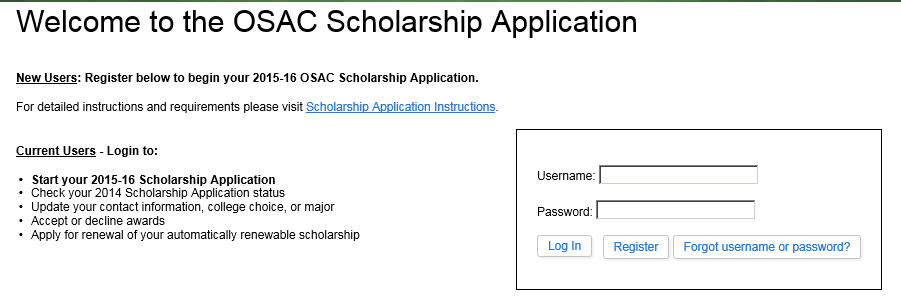 Welcome to the OSAC Scholarship Application
New Users: Register below to begin your 2015-16 OSAC Scholarship Application.
For detailed instructions and requirements please visit Scholarship Application Instructions.
Current Users - Login to:
• Start your 2015-16 Scholarship Application
• Check your 2014 Scholarship Application status
• Update your contact information, college choice, or major
• Accept or decline awards
• Apply for renewal of your automatically renewable scholarship
Username:
Password:
Log In Register Forgot username or password?